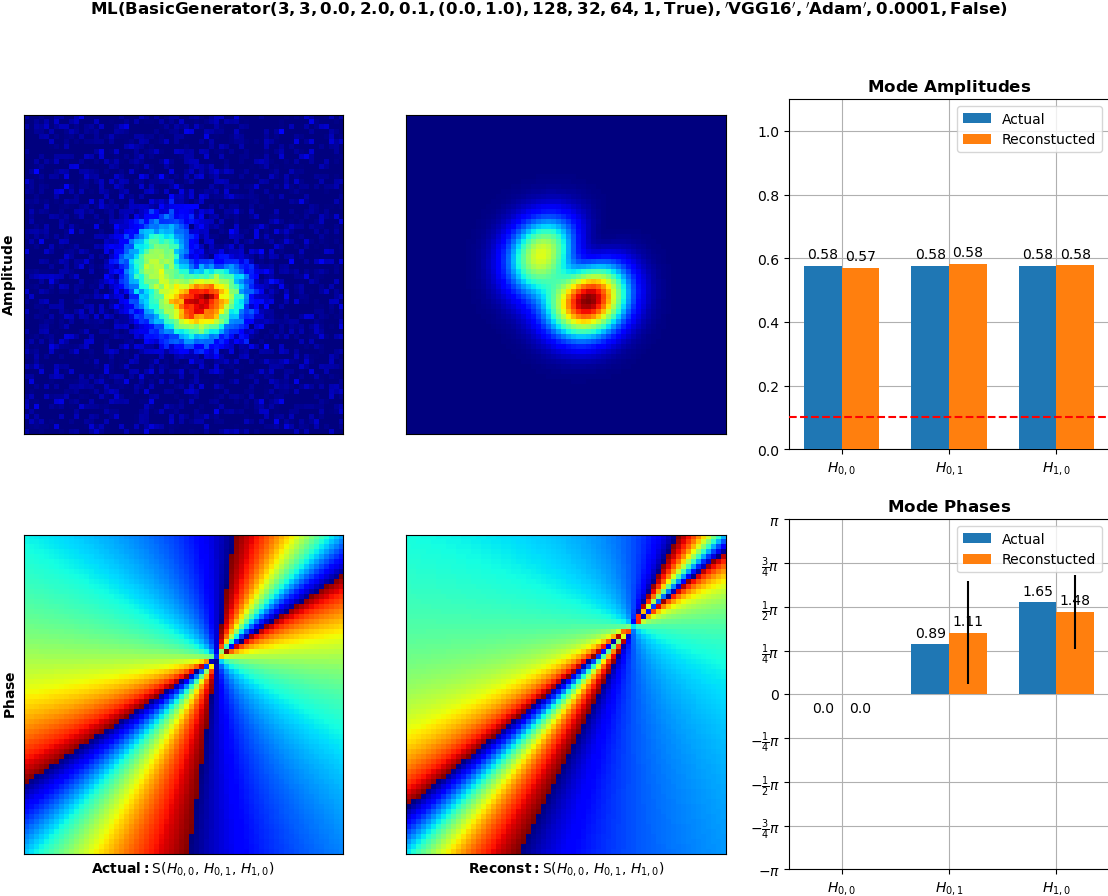 ML(BasicGenerator(3, 3, 0.0, 2.0, 0.1, (0.0, 1.0), 128, 32, 64, 1, True), ′VGG16′, ′Adam′, 0.0001, False)
Amplitude
Mode Amplitudes
Actual
Reconstucted
1.0
0.8
0.6
0.4
0.2
0.0
0.58 0.57 0.58 0.58 0.58 0.58
H0,0 H0,1 H1,0
Phase
Actual: S(H0,0, H0,1, H1,0)
Reconst: S(H0,0, H0,1, H1,0)
Mode Phases
Actual
Reconstucted
π
3/4π
1/2π
1/4π
0
−1/4π
−1/2π
−3/4π
−π
0.0 0.0 0.89 1.11 1.65 1.48
H0,0 H0,1 H1,0